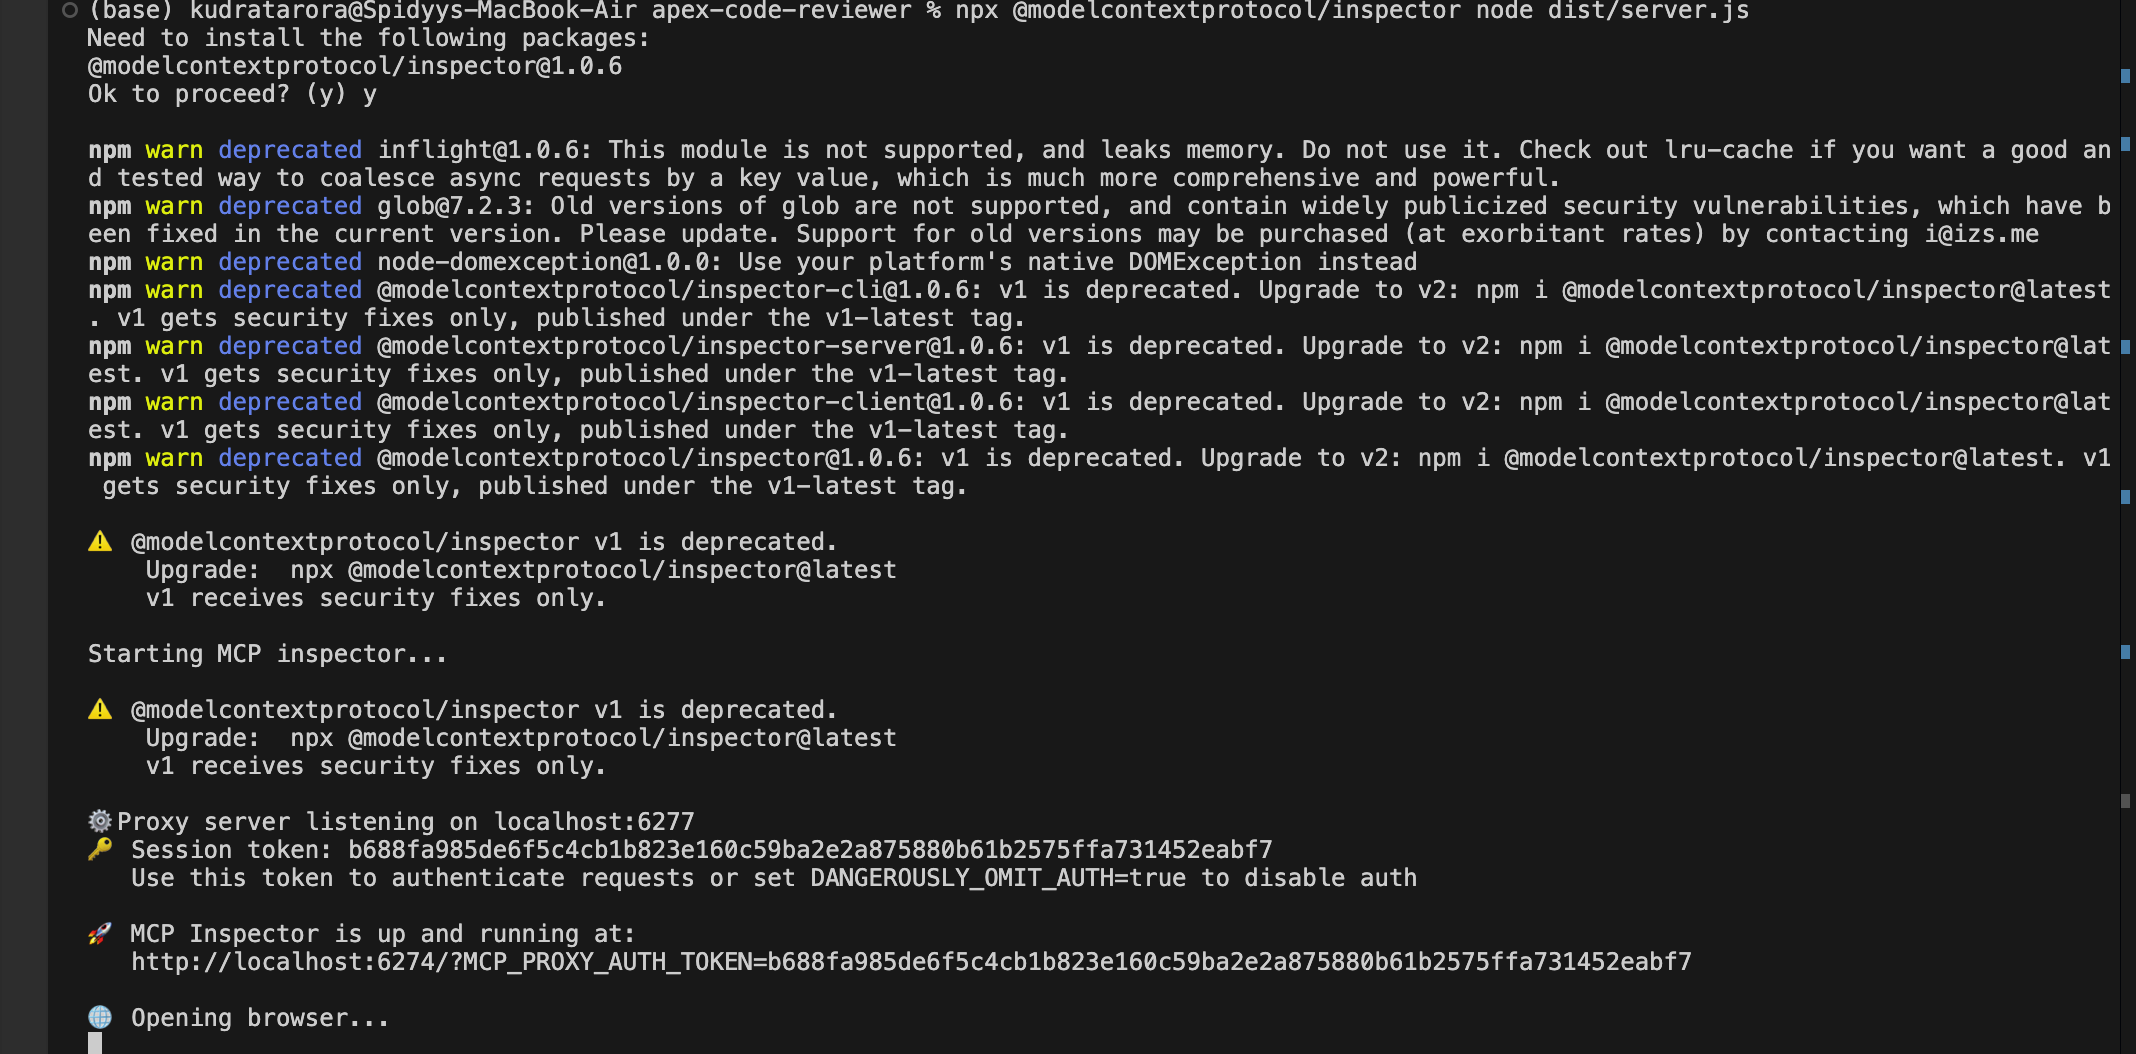 (base) kudratarora@Spidyys-MacBook-Air apex-code-reviewer % npx @modelcontextprotocol/inspector node dist/server.js
Need to install the following packages:
@modelcontextprotocol/inspector@1.0.6
Ok to proceed? (y) y
npm warn deprecated inflight@1.0.6: This module is not supported, and leaks memory. Do not use it. Check out lru-cache if you want a good an
d tested way to coalesce async requests by a key value, which is much more comprehensive and powerful.
npm warn deprecated glob@7.2.3: Old versions of glob are not supported, and contain widely publicized security vulnerabilities, which have b
een fixed in the current version. Please update. Support for old versions may be purchased (at exorbitant rates) by contacting i@izs.me
npm warn deprecated node-domexception@1.0.0: Use your platform's native DOMException instead
npm warn deprecated @modelcontextprotocol/inspector-cli@1.0.6: v1 is deprecated. Upgrade to v2: npm i @modelcontextprotocol/inspector@latest
. v1 gets security fixes only, published under the v1-latest tag.
npm warn deprecated @modelcontextprotocol/inspector-server@1.0.6: v1 is deprecated. Upgrade to v2: npm i @modelcontextprotocol/inspector@lat
est. v1 gets security fixes only, published under the v1-latest tag.
npm warn deprecated @modelcontextprotocol/inspector-client@1.0.6: v1 is deprecated. Upgrade to v2: npm i @modelcontextprotocol/inspector@lat
est. v1 gets security fixes only, published under the v1-latest tag.
npm warn deprecated @modelcontextprotocol/inspector@1.0.6: v1 is deprecated. Upgrade to v2: npm i @modelcontextprotocol/inspector@latest. v1
gets security fixes only, published under the v1-latest tag.
⚠️ @modelcontextprotocol/inspector v1 is deprecated.
Upgrade:  npx @modelcontextprotocol/inspector@latest
v1 receives security fixes only.
Starting MCP inspector...
⚠️ @modelcontextprotocol/inspector v1 is deprecated.
Upgrade:  npx @modelcontextprotocol/inspector@latest
v1 receives security fixes only.
⚙️ Proxy server listening on localhost:6277
🔑 Session token: b688fa985de6f5c4cb1b823e160c59ba2e2a875880b61b2575ffa731452eabf7
Use this token to authenticate requests or set DANGEROUSLY_OMIT_AUTH=true to disable auth
🚀 MCP Inspector is up and running at:
http://localhost:6274/?MCP_PROXY_AUTH_TOKEN=b688fa985de6f5c4cb1b823e160c59ba2e2a875880b61b2575ffa731452eabf7
🌐 Opening browser...